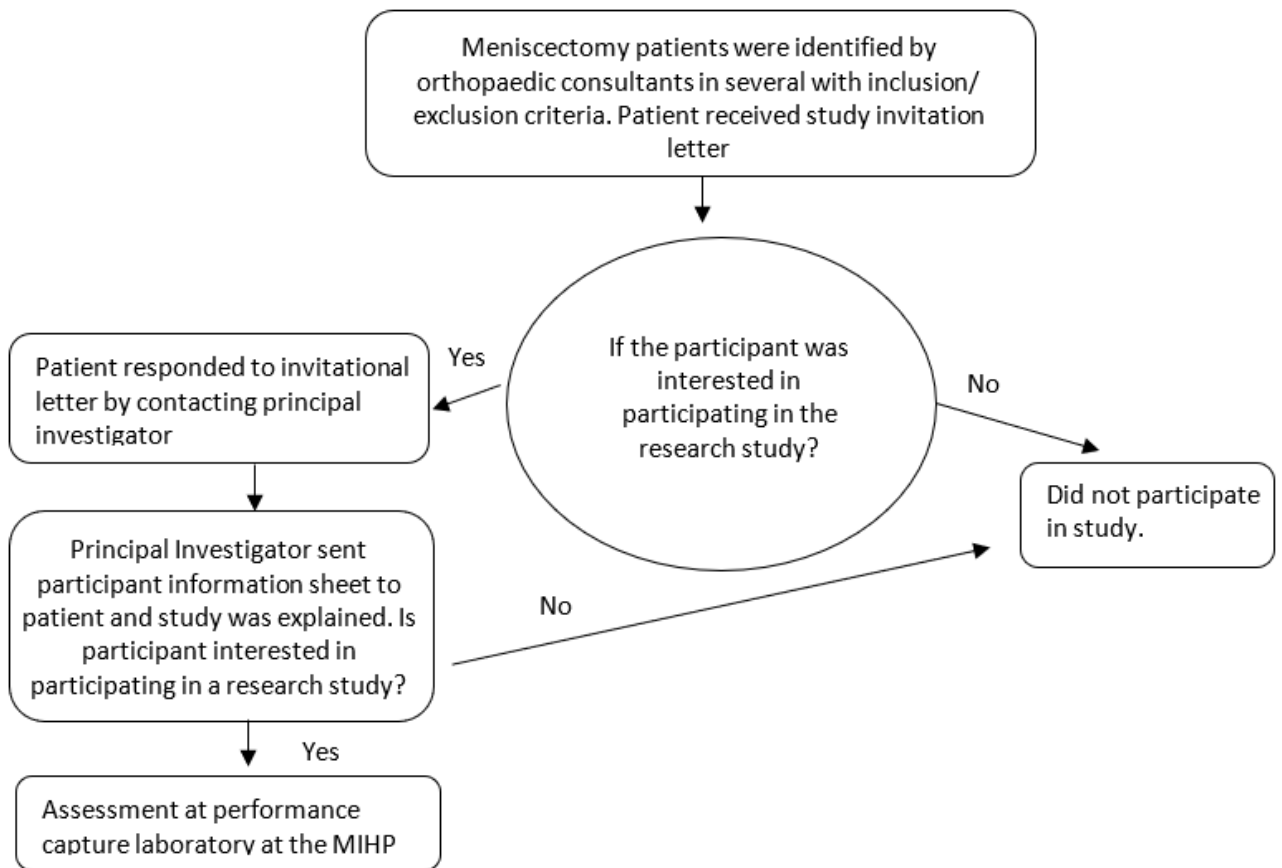 Meniscectomy patients were identified by
orthopaedic consultants in several with inclusion/
exclusion criteria. Patient received study invitation
letter
If the participant was
interested in
participating in the
research study?
Yes
No
Patient responded to invitational
letter by contacting principal
investigator
Did not participate
in study.
Principal Investigator sent
participant information sheet to
patient and study was explained. Is
participant interested in
participating in a research study?
No
Yes
Assessment at performance
capture laboratory at the MIHP